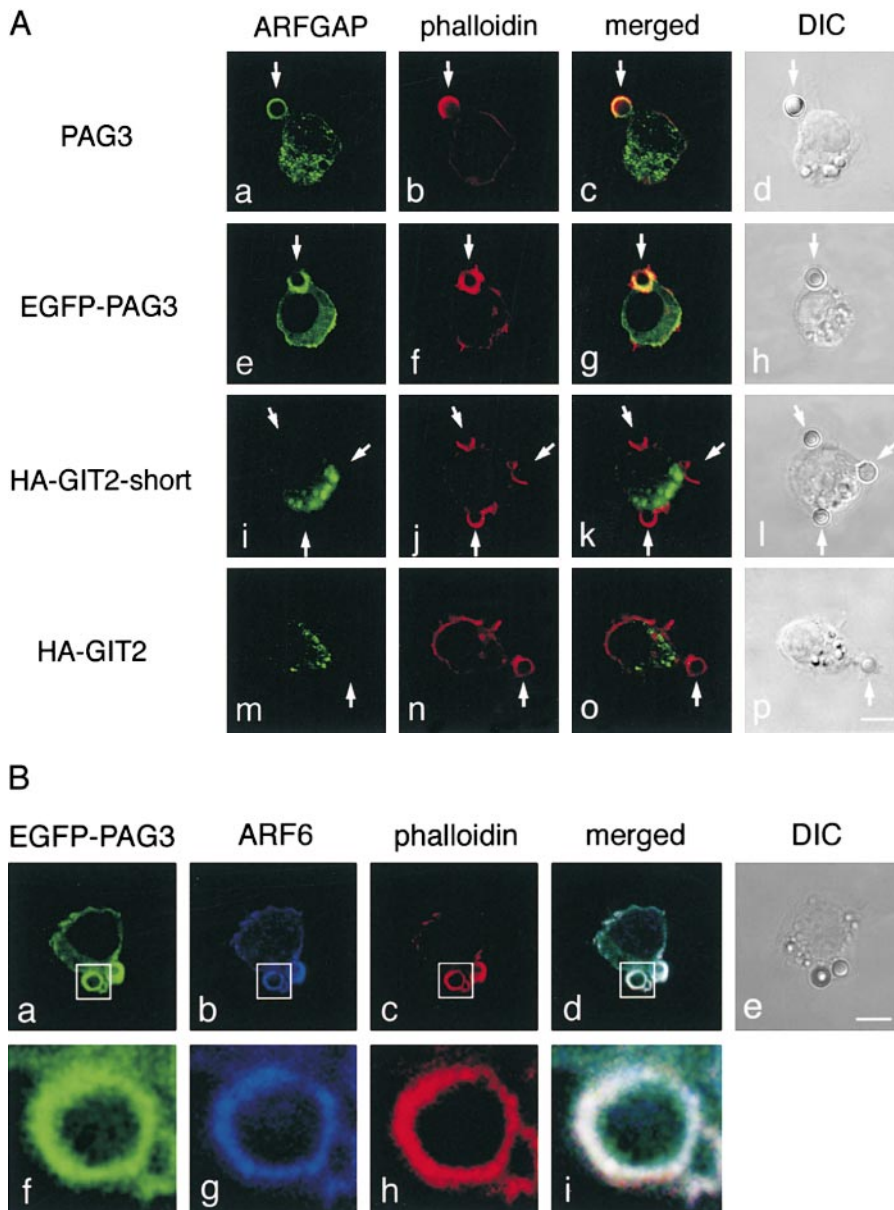 A
ARFGAP phalloidin merged DIC
PAG3
a b c d
EGFP-PAG3
e f g h
HA-GIT2-short
i j k l
HA-GIT2
m n o p
B
EGFP-PAG3 ARF6 phalloidin merged DIC
a b c d e
f g h i